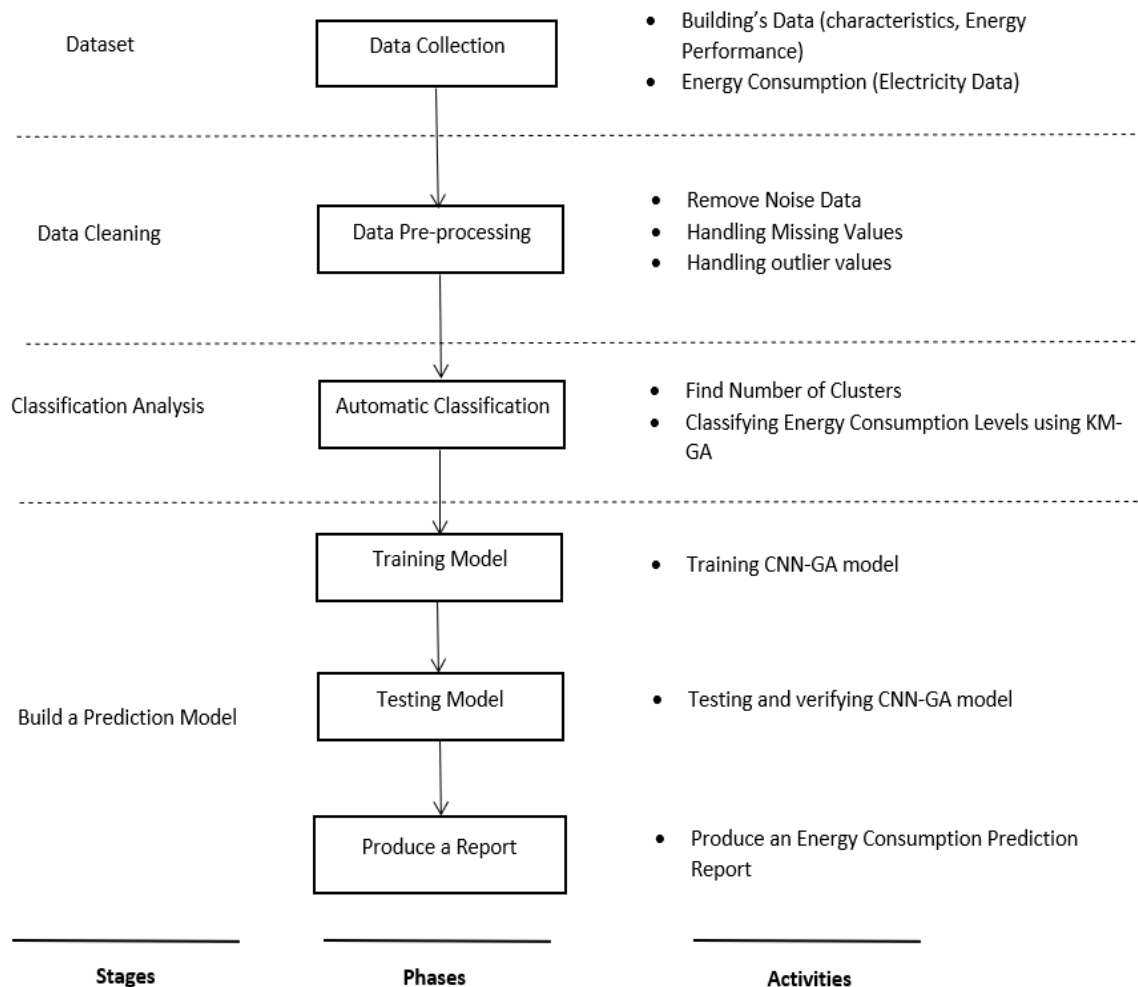 Dataset
Data Collection
• Building's Data (characteristics, Energy
Performance)
• Energy Consumption (Electricity Data)
Data Cleaning
Data Pre-processing
• Remove Noise Data
• Handling Missing Values
• Handling outlier values
Classification Analysis
Automatic Classification
• Find Number of Clusters
• Classifying Energy Consumption Levels using KM-
GA
Build a Prediction Model
Training Model
• Training CNN-GA model
Testing Model
• Testing and verifying CNN-GA model
Produce a Report
• Produce an Energy Consumption Prediction
Report
Stages
Phases
Activities